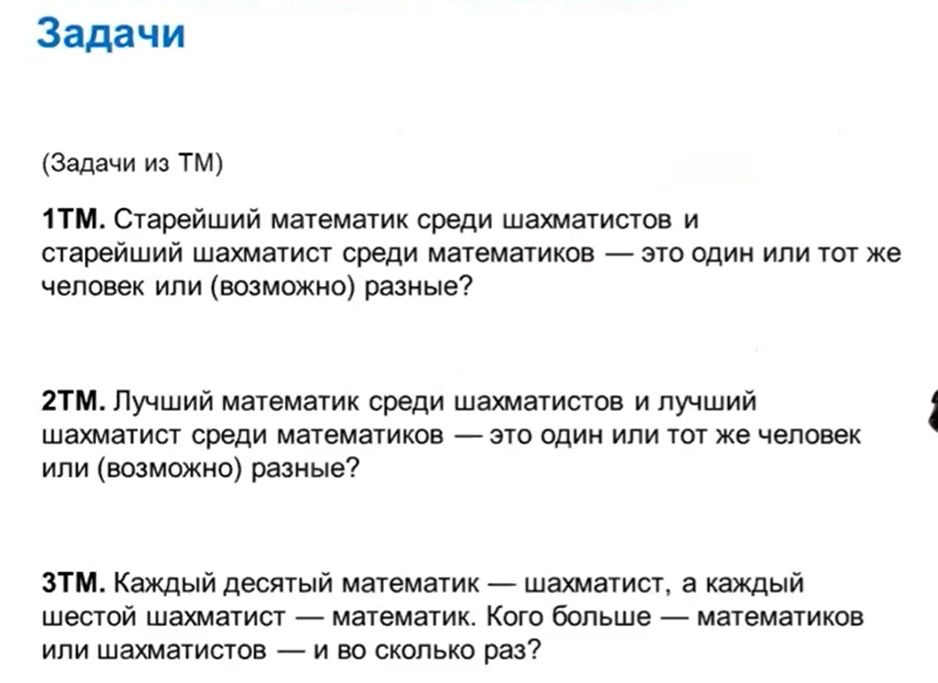 Задачи
(Задачи из ТМ)
1ТМ. Старейший математик среди шахматистов и
старейший шахматист среди математиков — это один или тот же
человек или (возможно) разные?
2ТМ. Лучший математик среди шахматистов и лучший
шахматист среди математиков — это один или тот же человек
или (возможно) разные?
3ТМ. Каждый десятый математик — шахматист, а каждый
шестой шахматист — математик. Кого больше — математиков
или шахматистов — и во сколько раз?